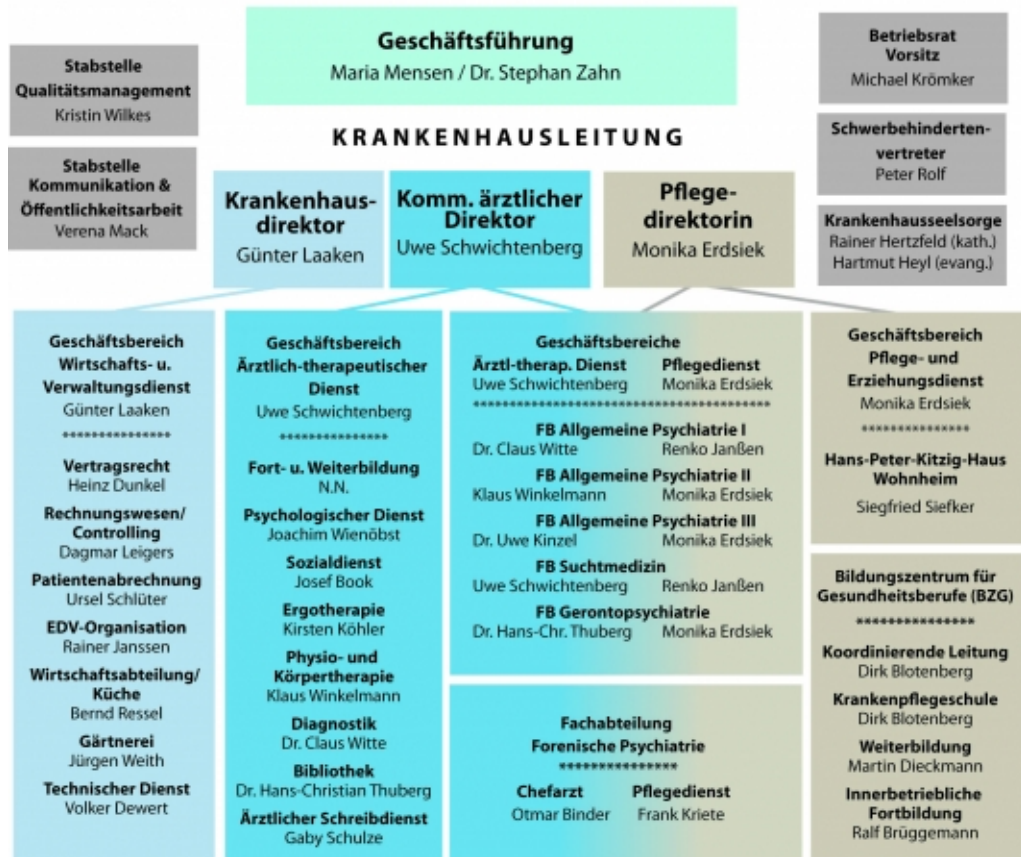 Geschäftsführung
Maria Mensen / Dr. Stephan Zahn
Stabstelle
Qualitätsmanagement
Kristin Wilkes
Stabstelle
Kommunikation &
Öffentlichkeitsarbeit
Verena Mack
Betriebsrat
Vorsitz
Michael Krömker
Schwerbehinderten-
vertreter
Peter Rolf
Krankenhausseelsorge
Rainer Hertzfeld (kath.)
Hartmut Heyl (evang.)
KRANKENHAUSLEITUNG
Krankenhaus-
direktor
Günter Laaken
Komm. ärztlicher
Direktor
Uwe Schwichtenberg
Pflege-
direktorin
Monika Erdsiek
Geschäftsbereich
Wirtschafts- u.
Verwaltungsdienst
Günter Laaken
***************
Vertragsrecht
Heinz Dunkel
Rechnungswesen/
Controlling
Dagmar Leigers
Patientenabrechnung
Ursel Schlüter
EDV-Organisation
Rainer Janssen
Wirtschaftsabteilung/
Küche
Bernd Ressel
Gärtnerei
Jürgen Weith
Technischer Dienst
Volker Dewert
Geschäftsbereich
Ärztlich-therapeutischer
Dienst
Uwe Schwichtenberg
***************
Fort- u. Weiterbildung
N.N.
Psychologischer Dienst
Joachim Wienöbst
Sozialdienst
Josef Book
Ergotherapie
Kirsten Köhler
Physio- und
Körpertherapie
Klaus Winkelmann
Diagnostik
Dr. Claus Witte
Bibliothek
Dr. Hans-Christian Thuberg
Ärztlicher Schreibdienst
Gaby Schulze
Geschäftsbereiche
Ärztl-therap. Dienst Pflegedienst
Uwe Schwichtenberg Monika Erdsiek
*****************************************
FB Allgemeine Psychiatrie I
Dr. Claus Witte Renko Janßen
FB Allgemeine Psychiatrie II
Klaus Winkelmann Monika Erdsiek
FB Allgemeine Psychiatrie III
Dr. Uwe Kinzel Monika Erdsiek
FB Suchtmedizin
Uwe Schwichtenberg Renko Janßen
FB Gerontopsychiatrie
Dr. Hans-Chr. Thuberg Monika Erdsiek
Fachabteilung
Forenische Psychiatrie
***************
Chefarzt Pflegedienst
Otmar Binder Frank Kriete
Geschäftsbereich
Pflege- und
Erziehungsdienst
Monika Erdsiek
***************
Hans-Peter-Kitzig-Haus
Wohnheim
Siegfried Siefker
Bildungszentrum für
Gesundheitsberufe (BZG)
***************
Koordinierende Leitung
Dirk Blotenberg
Krankenpflegeschule
Dirk Blotenberg
Weiterbildung
Martin Dieckmann
Innerbetriebliche
Fortbildung
Ralf Brüggemann